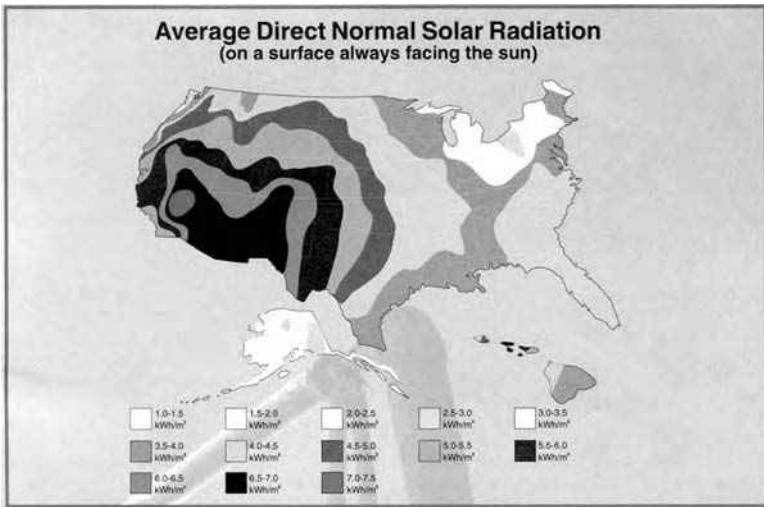 Average Direct Normal Solar Radiation
(on a surface always facing the sun)
1.0-1.5
kWh/m²
1.5-2.0
kWh/m²
2.0-2.5
kWh/m²
2.5-3.0
kWh/m²
3.0-3.5
kWh/m²
3.5-4.0
kWh/m²
4.0-4.5
kWh/m²
4.5-5.0
kWh/m²
5.0-5.5
kWh/m²
5.5-6.0
kWh/m²
6.0-6.5
kWh/m²
6.5-7.0
kWh/m²
7.0-7.5
kWh/m²